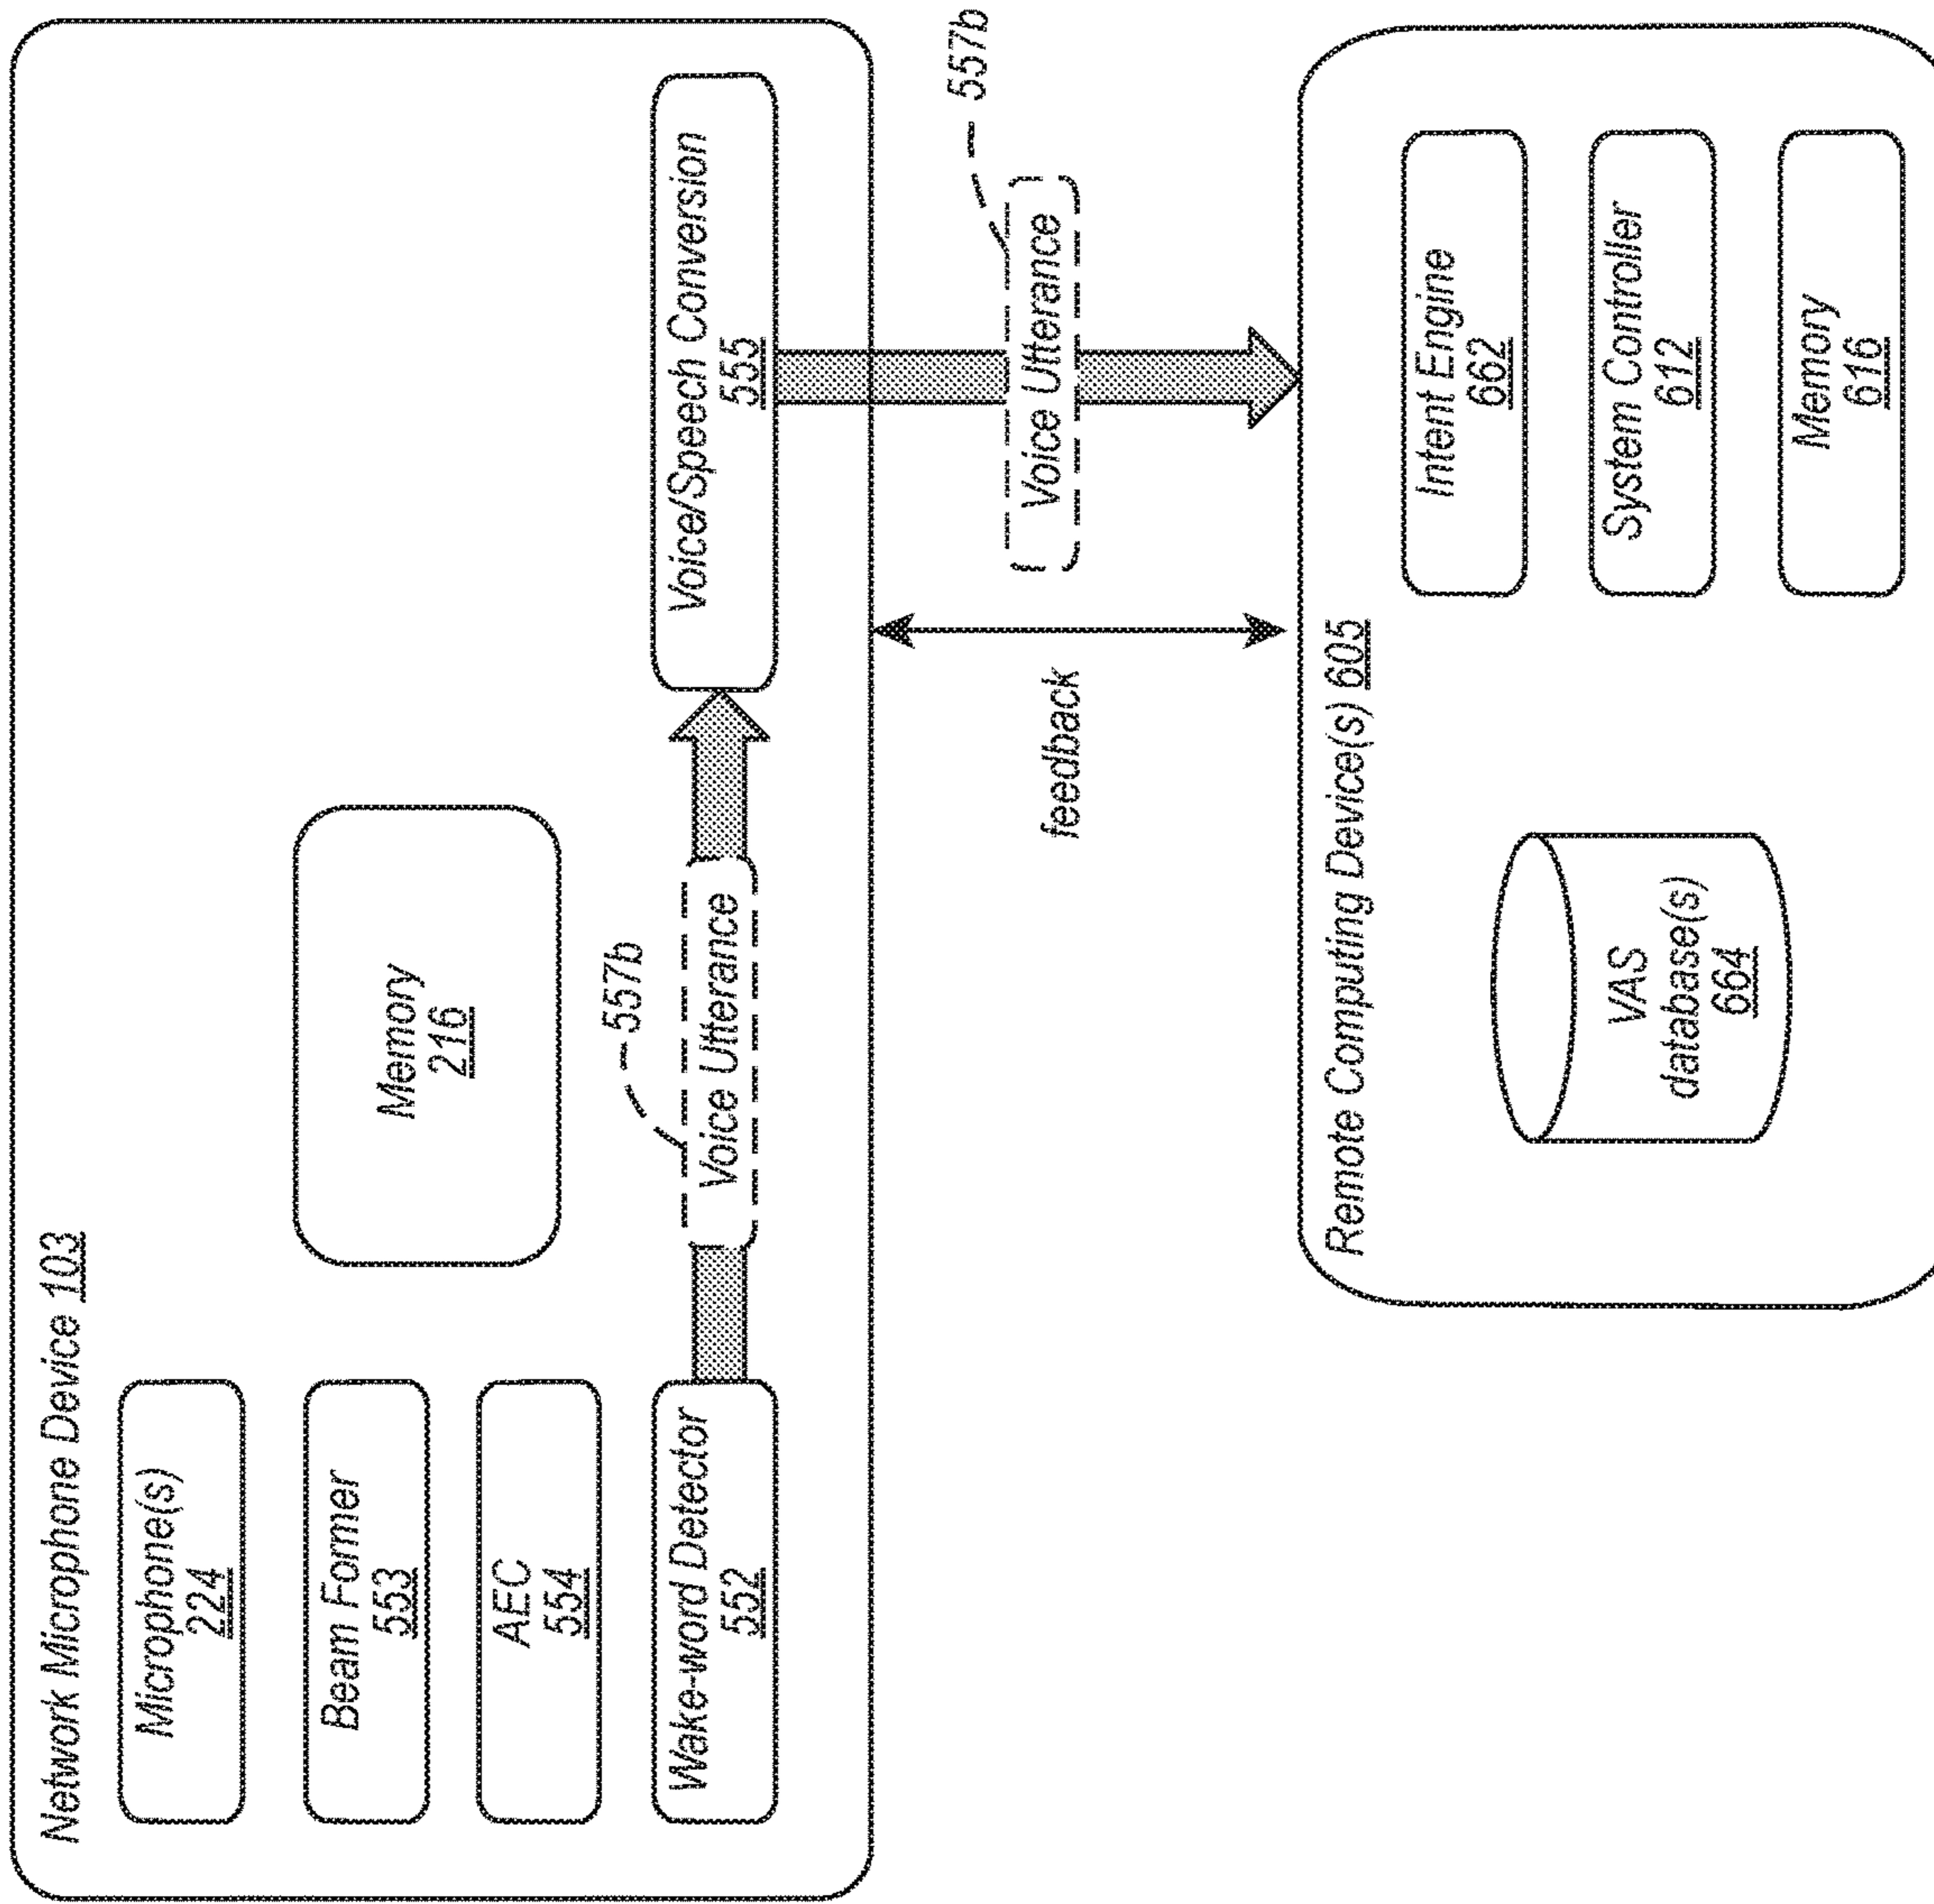 Network Microphone Device 103
Microphone(s)
224
Beam Former
553
AEC
554
Wake-word Detector
552
Memory
216
557b
Voice Utterance
Voice/Speech Conversion
555
feedback
Voice Utterance
557b
Remote Computing Device(s) 605
VAS
database(s)
664
Intent Engine
662
System Controller
612
Memory
616